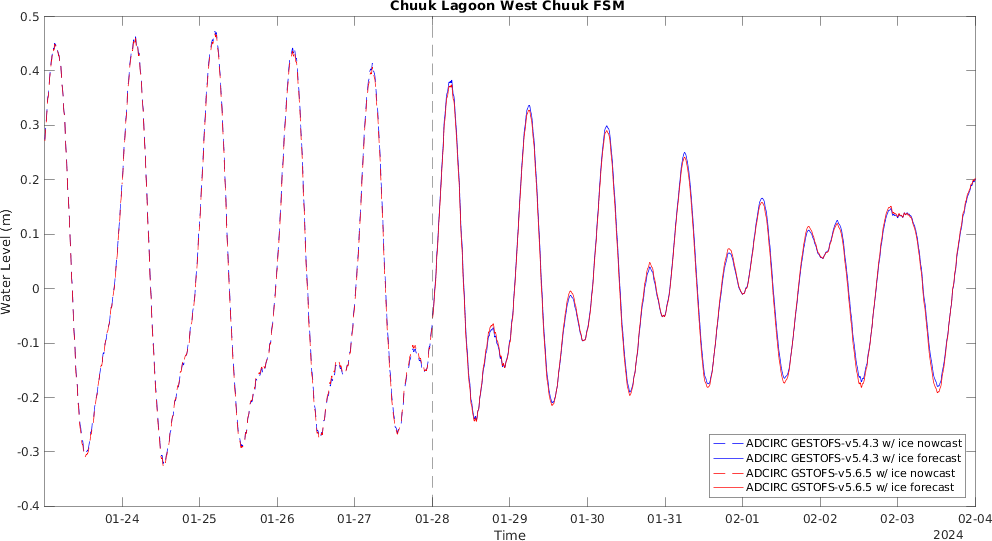 Chuuk Lagoon West Chuuk FSM
0.5
0.4
0.3
0.2
0.1
0
-0.1
-0.2
-0.3
-0.4
Water Level (m)
ADCIRC GESTOFS-v5.4.3 w/ ice nowcast
ADCIRC GESTOFS-v5.4.3 w/ ice forecast
ADCIRC GSTOFS-v5.6.5 w/ ice nowcast
ADCIRC GSTOFS-v5.6.5 w/ ice forecast
01-24 01-25 01-26 01-27 01-28 01-29 01-30 01-31 02-01 02-02 02-03 02-04
Time
2024